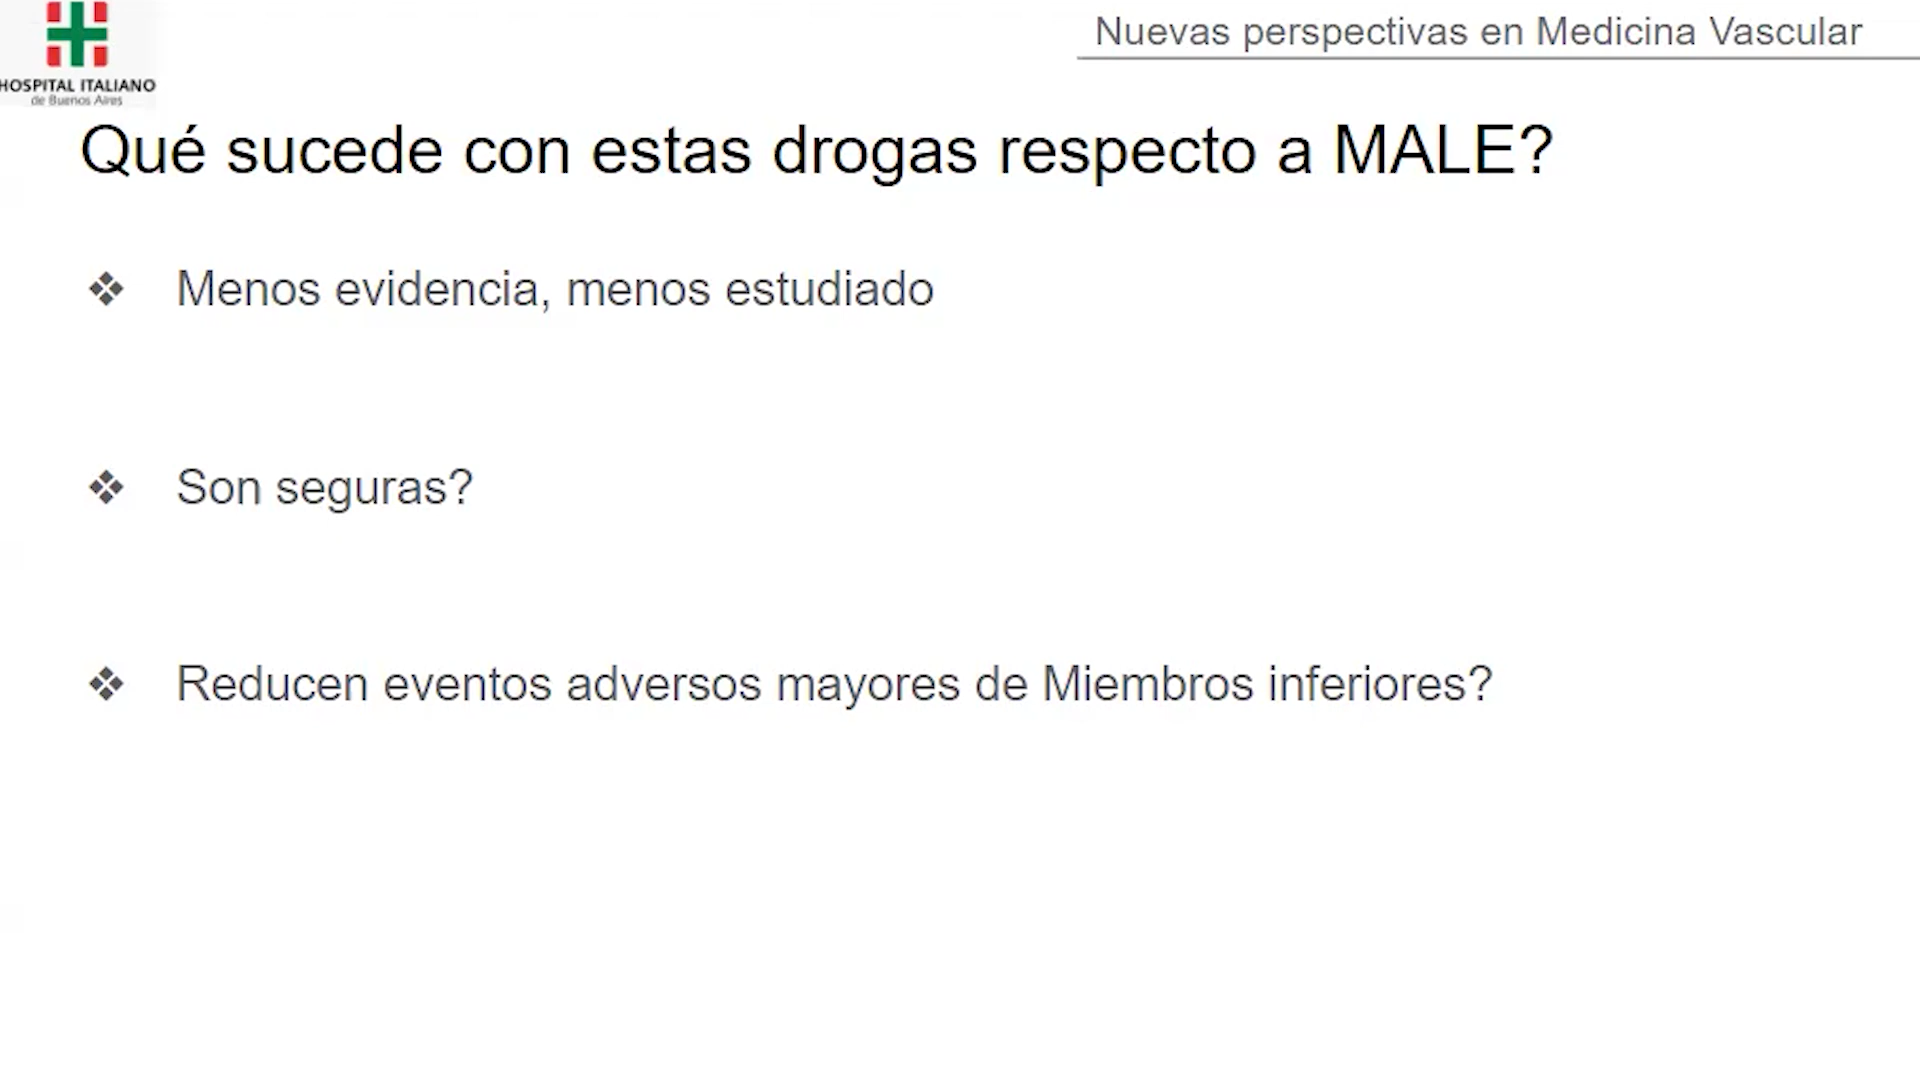 HOSPITAL ITALIANO
de Buenos Aires
Nuevas perspectivas en Medicina Vascular
Qué sucede con estas drogas respecto a MALE?
Menos evidencia, menos estudiado
Son seguras?
Reducen eventos adversos mayores de Miembros inferiores?